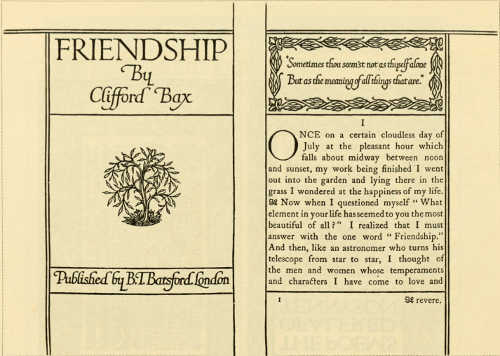 FRIENDSHIP
By
Clifford Bax
Published by B.T. Batsford. London
"Sometimes thou seem'st not as thyself alone
But as the meaning of all things that are."
I
ONCE on a certain cloudless day of
July at the pleasant hour which
falls about midway between noon
and sunset, my work being finished I went
out into the garden and lying there in the
grass I wondered at the happiness of my life.
Now when I questioned myself "What
element in your life has seemed to you the most
beautiful of all?" I realized that I must
answer with the one word "Friendship."
And then, like an astronomer who turns his
telescope from star to star, I thought of
the men and women whose temperaments
and characters I have come to love and
1
revere.